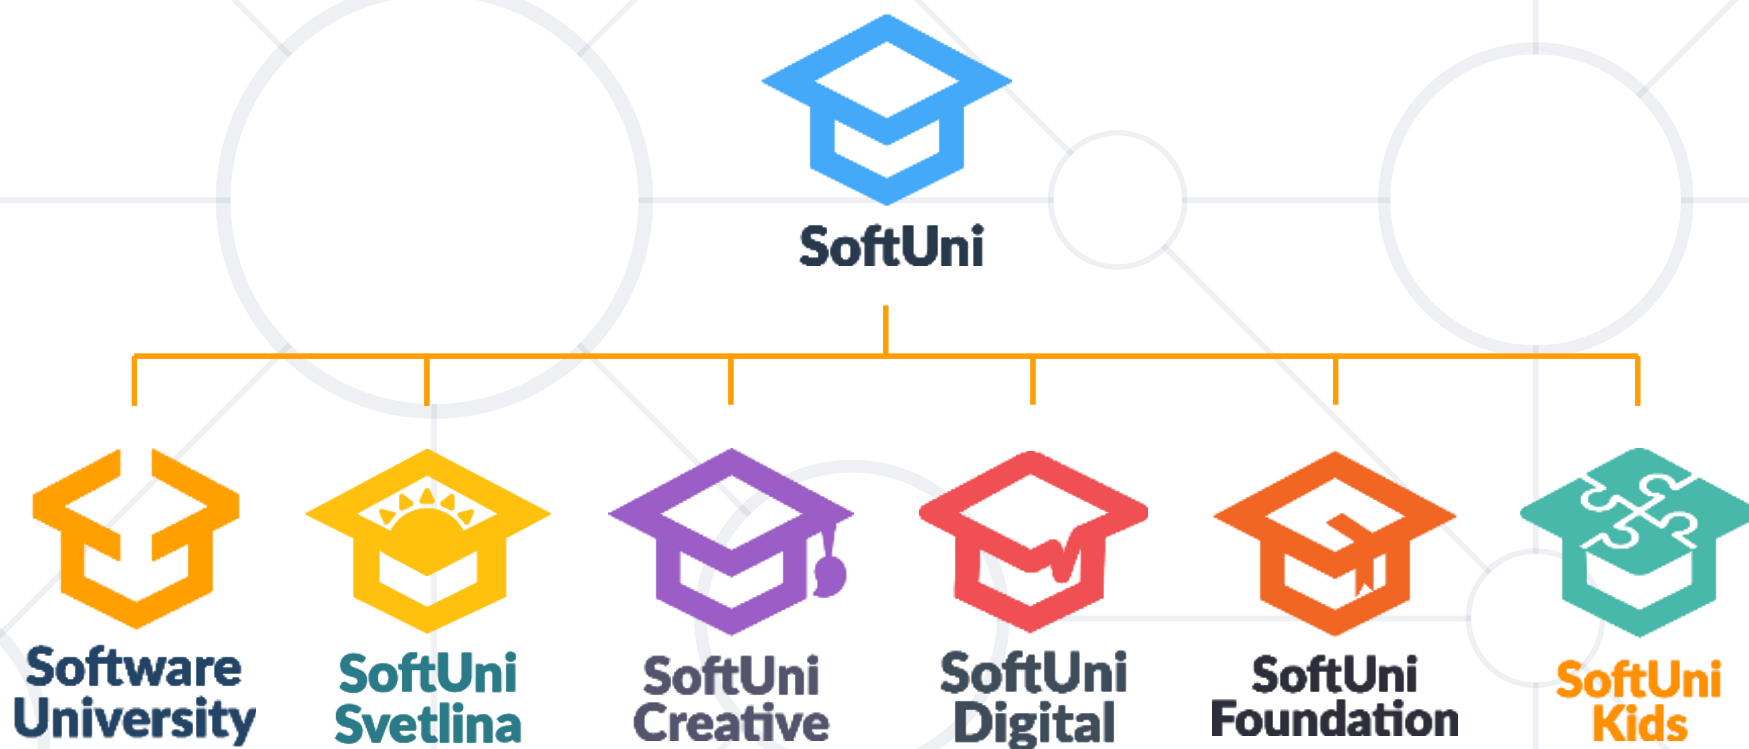 SoftUni
Software
University
SoftUni
Svetlina
SoftUni
Creative
SoftUni
Digital
SoftUni
Foundation
SoftUni
Kids